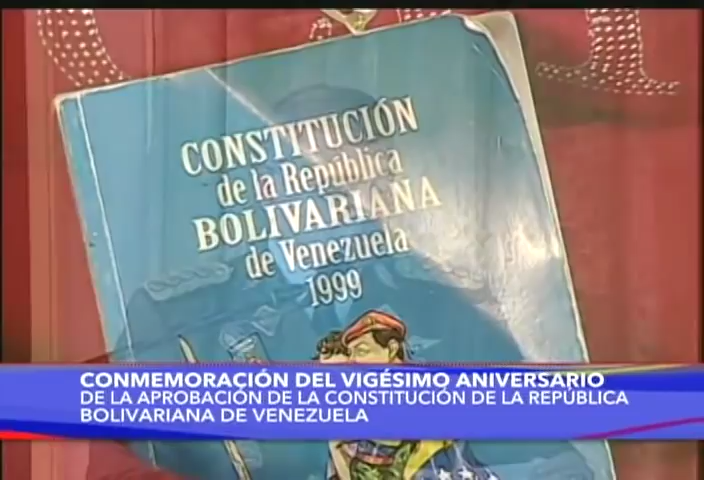 CONSTITUCIÓN
de la República
BOLIVARIANA
de Venezuela
1999
CONMEMORACIÓN DEL VIGÉSIMO ANIVERSARIO
DE LA APROBACIÓN DE LA CONSTITUCIÓN DE LA REPÚBLICA
BOLIVARIANA DE VENEZUELA